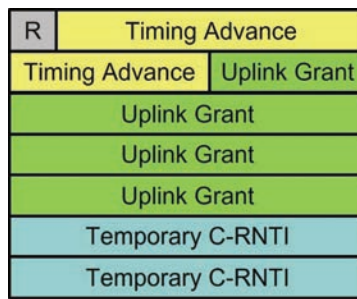 R Timing Advance
Timing Advance Uplink Grant
Uplink Grant
Uplink Grant
Uplink Grant
Temporary C-RNTI
Temporary C-RNTI